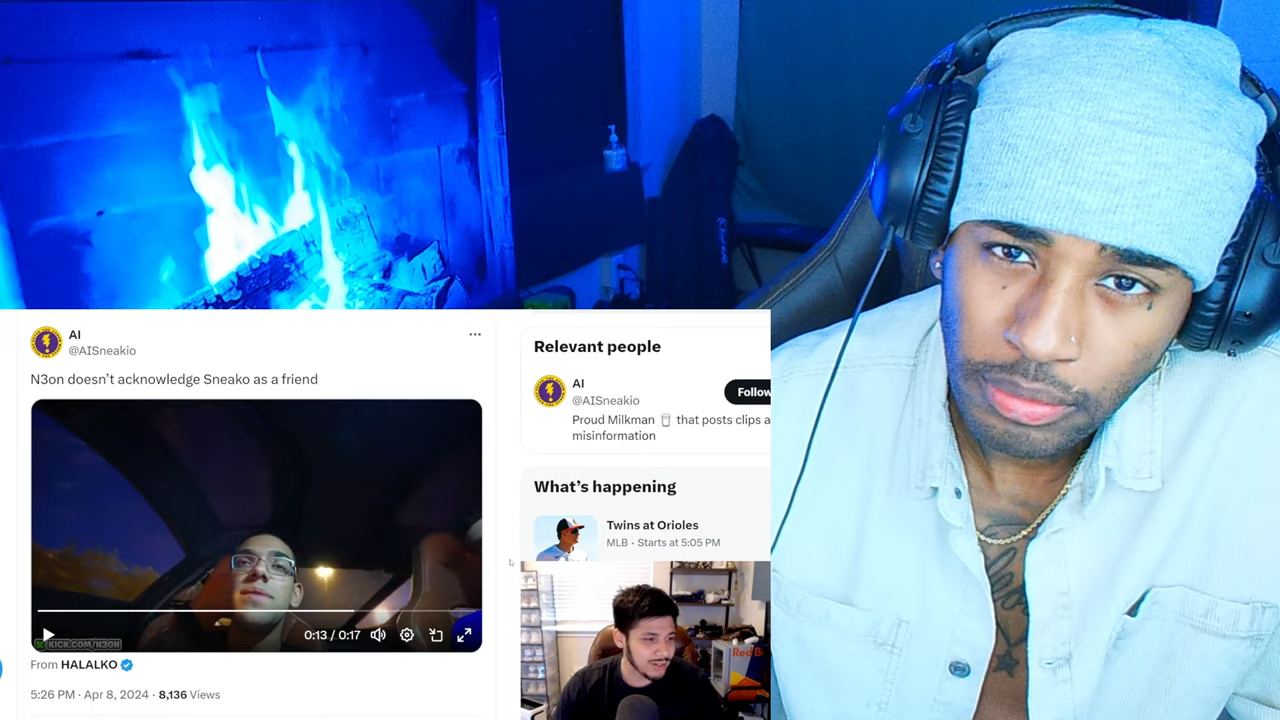 AI
@AISneakio
N3on doesn’t acknowledge Sneako as a friend
KICK.COM/N3ON
0:13 / 0:17
From HALALKO
5:26 PM · Apr 8, 2024 · 8,136 Views
Relevant people
AI
@AISneakio
Follow
Proud Milkman 🥛 that posts clips a
misinformation
What’s happening
Twins at Orioles
MLB · Starts at 5:05 PM
Red B